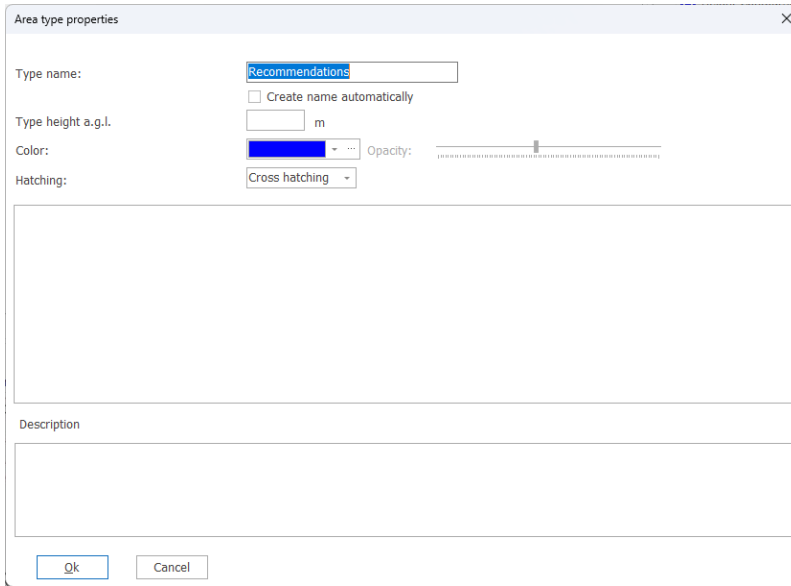 Area type properties
Type name:
Recommendations
Create name automatically
Type height a.g.l.
m
Color:
Opacity:
Hatching:
Cross hatching
Description
Ok
Cancel